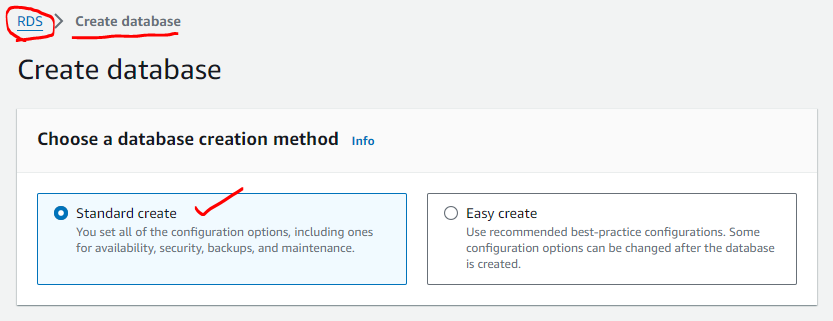 RDS > Create database
Create database
Choose a database creation method Info
Standard create
You set all of the configuration options, including ones
for availability, security, backups, and maintenance.
Easy create
Use recommended best-practice configurations. Some
configuration options can be changed after the database
is created.